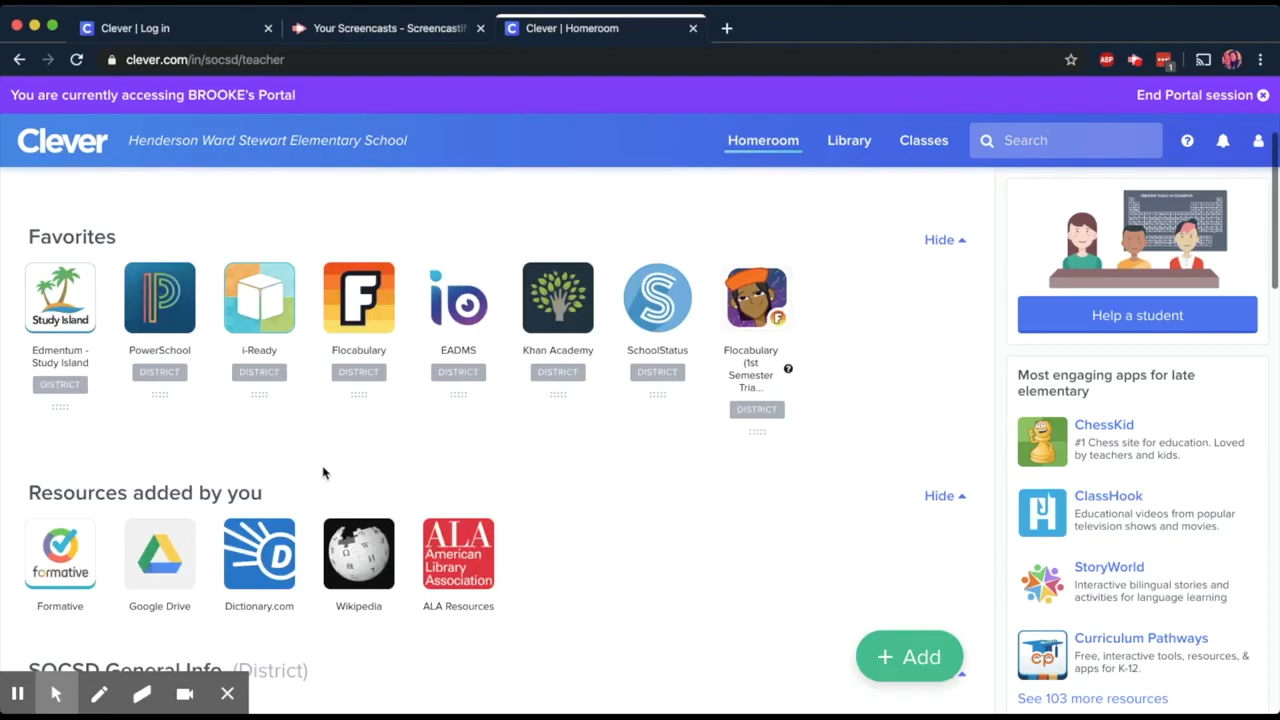 Clever | Log in
Your Screencasts - Screencastif
Clever | Homeroom
clever.com/in/socsd/teacher
ABP
1
You are currently accessing BROOKE's Portal
End Portal session
Clever
Henderson Ward Stewart Elementary School
Homeroom
Library
Classes
Search
Favorites
Hide
Study Island
Edmentum -
Study Island
DISTRICT
PowerSchool
DISTRICT
i-Ready
DISTRICT
F
Flocabulary
DISTRICT
io
EADMS
DISTRICT
Khan Academy
DISTRICT
S
SchoolStatus
DISTRICT
F
Flocabulary
(1st
Semester
Tria...
DISTRICT
Resources added by you
Hide
formative
Formative
Google Drive
D
Dictionary.com
W
Wikipedia
ALA
American
Library
Association
ALA Resources
SOCSD General Info (District)
+ Add
Help a student
Most engaging apps for late
elementary
ChessKid
#1 Chess site for education. Loved
by teachers and kids.
H
ClassHook
Educational videos from popular
television shows and movies.
StoryWorld
Interactive bilingual stories and
activities for language learning
cp
Curriculum Pathways
Free, interactive tools, resources, &
apps for K-12.
See 103 more resources